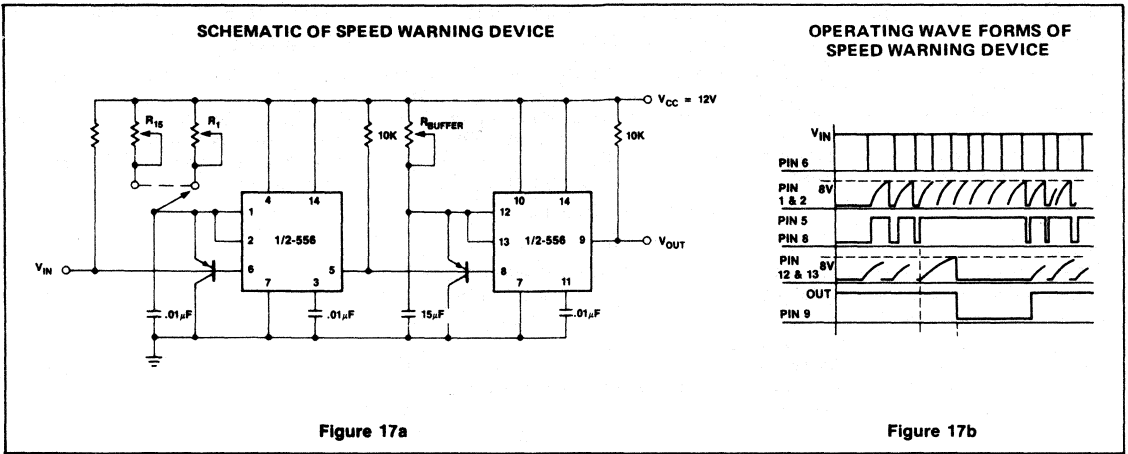 SCHEMATIC OF SPEED WARNING DEVICE
OPERATING WAVE FORMS OF
SPEED WARNING DEVICE
VCC = 12V
R15
R1
10K
RBUFFER
10K
4
14
10
14
1
2
1/2-556
6
5
7
3
12
13
1/2-556
9
8
7
11
VIN
VOUT
.01μF
.01μF
15μF
.01μF
VIN
PIN 6
PIN
1 & 2
8V
PIN 5
PIN 8
PIN
12 & 13
8V
OUT
PIN 9
Figure 17a
Figure 17b